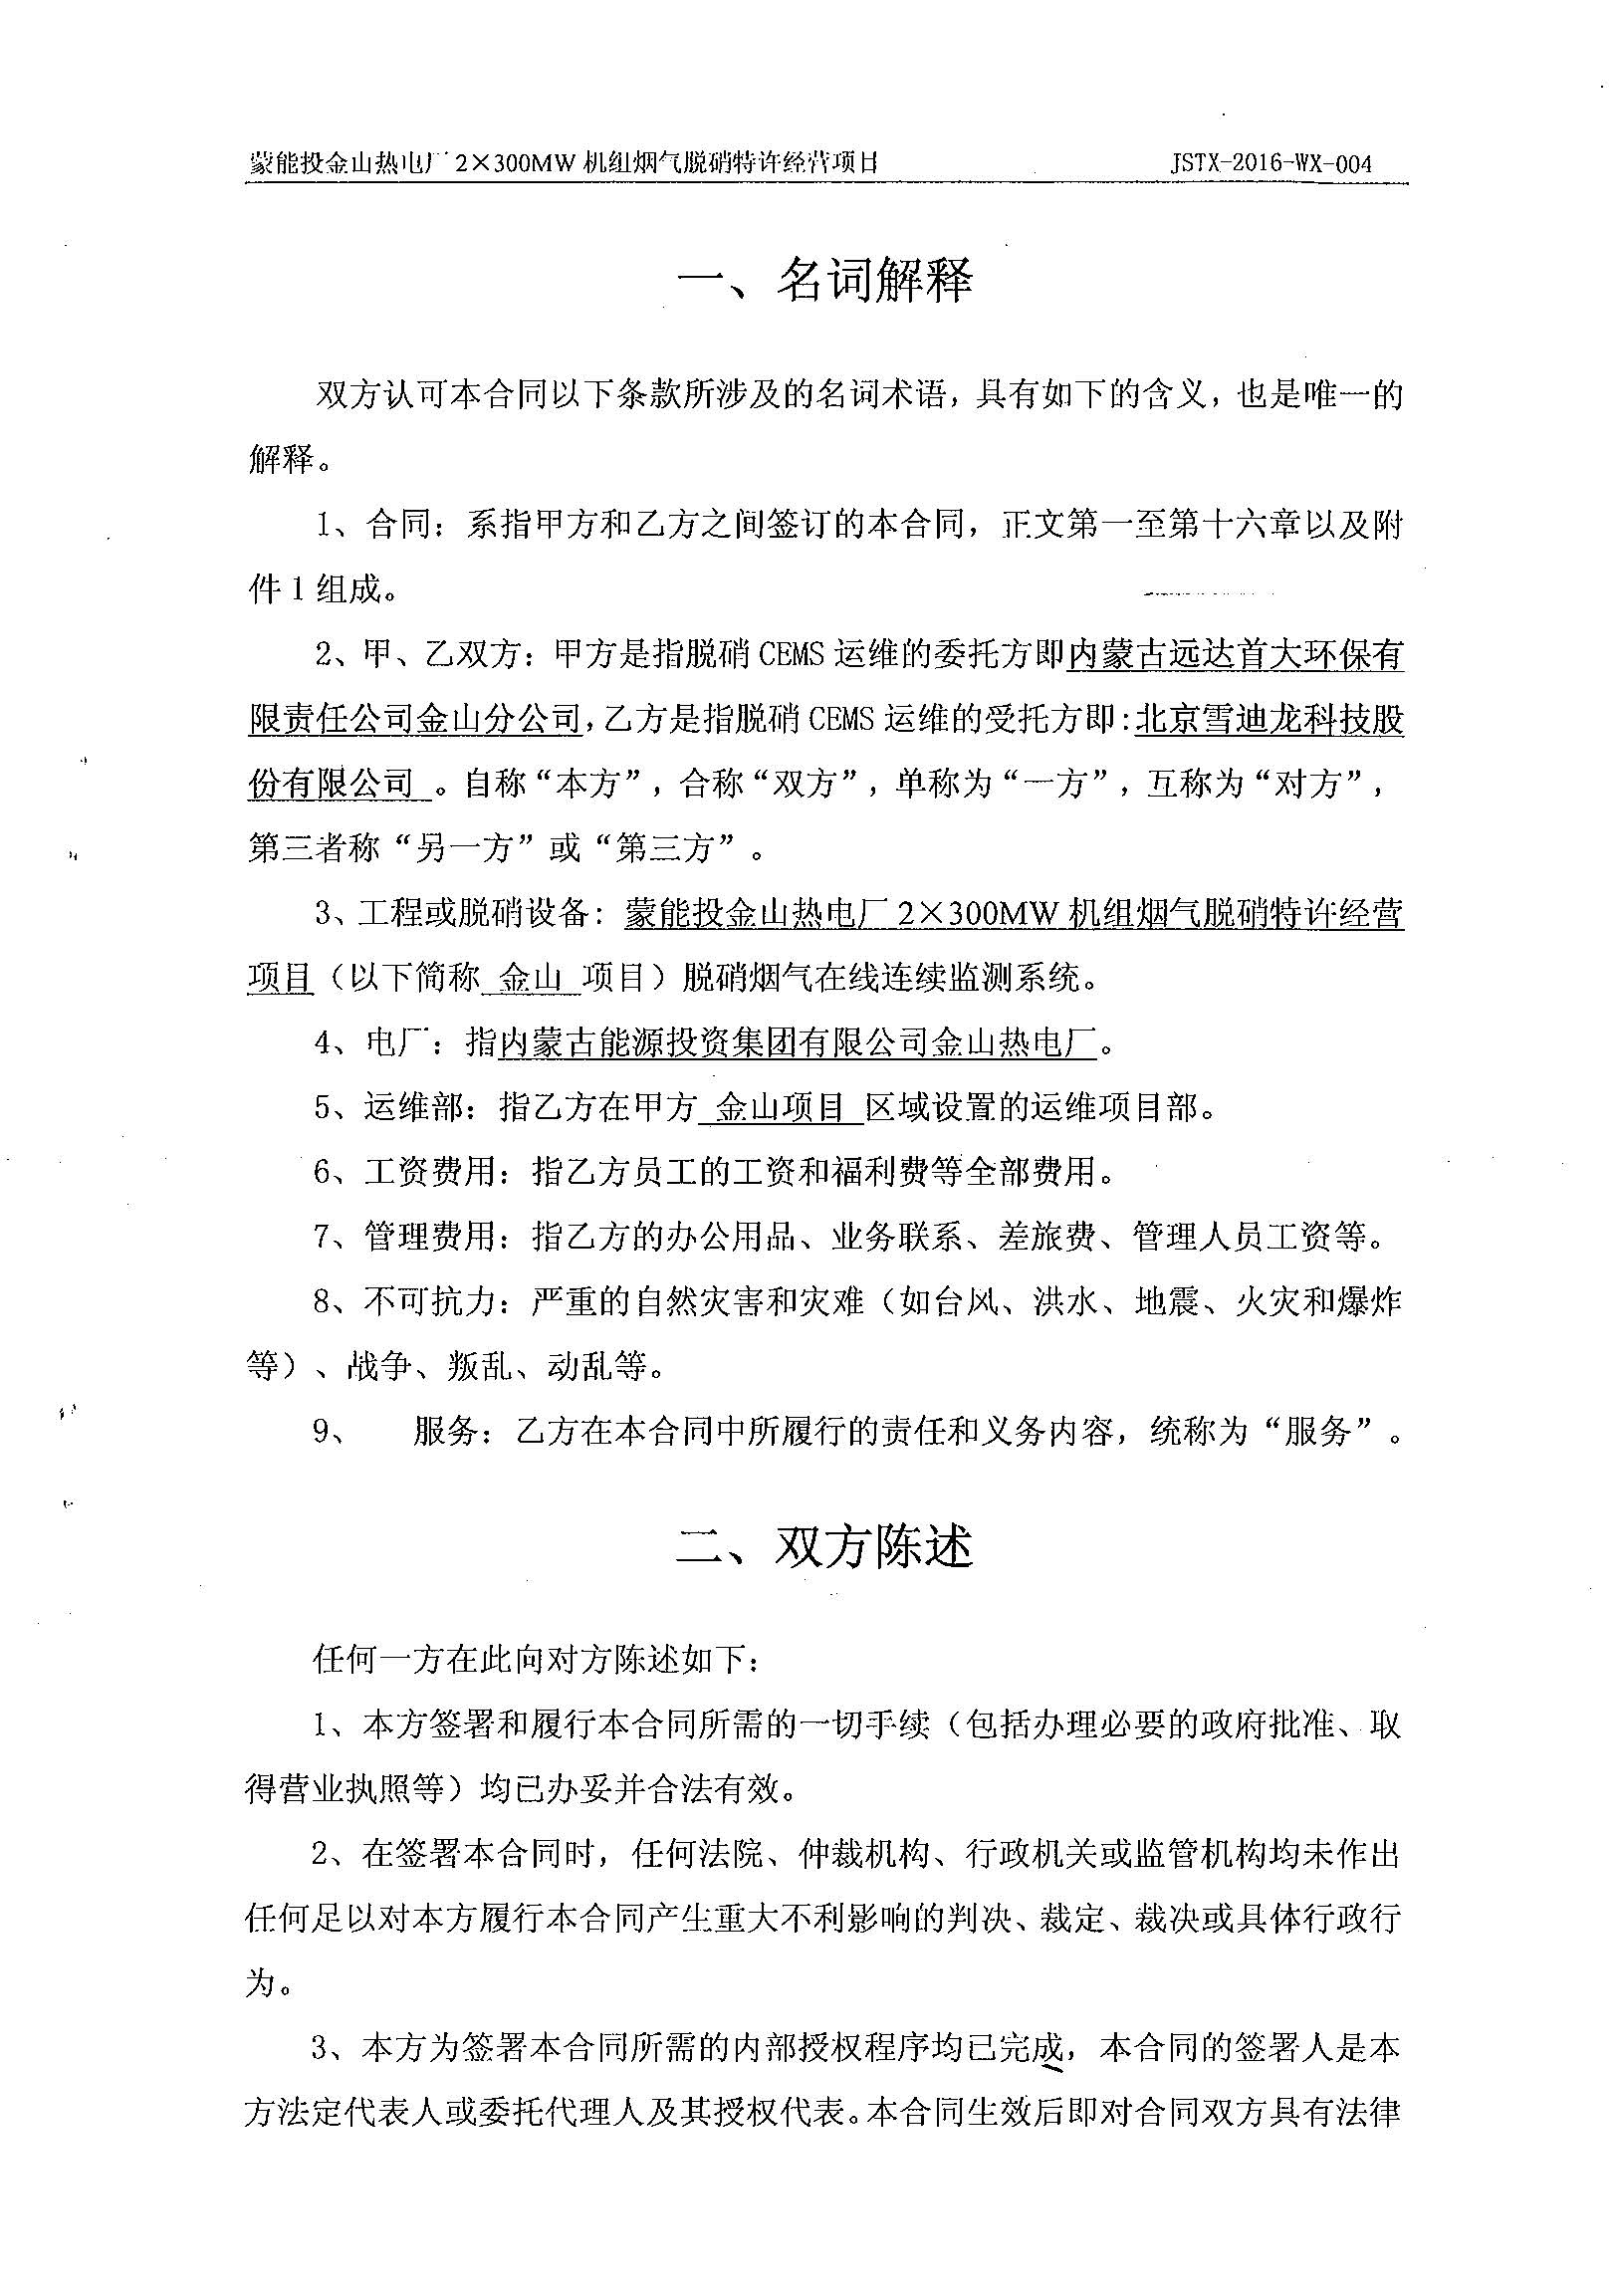 蒙能投金山热电厂 2×300MW 机组烟气脱硝特许经营项目 JSTX-2016-WX-004
一、名词解释
双方认可本合同以下条款所涉及的名词术语，具有如下的含义，也是唯一的
解释。
1、合同：系指甲方和乙方之间签订的本合同，正文第一至第十六章以及附
件 1 组成。
2、甲、乙双方：甲方是指脱硝 CEMS 运维的委托方即内蒙古远达首大环保有
限责任公司金山分公司，乙方是指脱硝 CEMS 运维的受托方即:北京雪迪龙科技股
份有限公司 。自称“本方”，合称“双方”，单称为“一方”，互称为“对方”，
第三者称“另一方”或“第三方”。
3、工程或脱硝设备：蒙能投金山热电厂 2×300MW 机组烟气脱硝特许经营
项目（以下简称 金山 项目）脱硝烟气在线连续监测系统。
4、电厂：指内蒙古能源投资集团有限公司金山热电厂。
5、运维部：指乙方在甲方 金山项目 区域设置的运维项目部。
6、工资费用：指乙方员工的工资和福利费等全部费用。
7、管理费用：指乙方的办公用品、业务联系、差旅费、管理人员工资等。
8、不可抗力：严重的自然灾害和灾难（如台风、洪水、地震、火灾和爆炸
等）、战争、叛乱、动乱等。
9、 服务：乙方在本合同中所履行的责任和义务内容，统称为“服务”。
二、双方陈述
任何一方在此向对方陈述如下：
1、本方签署和履行本合同所需的一切手续（包括办理必要的政府批准、取
得营业执照等）均已办妥并合法有效。
2、在签署本合同时，任何法院、仲裁机构、行政机关或监管机构均未作出
任何足以对本方履行本合同产生重大不利影响的判决、裁定、裁决或具体行政行
为。
3、本方为签署本合同所需的内部授权程序均已完成，本合同的签署人是本
方法定代表人或委托代理人及其授权代表。本合同生效后即对合同双方具有法律